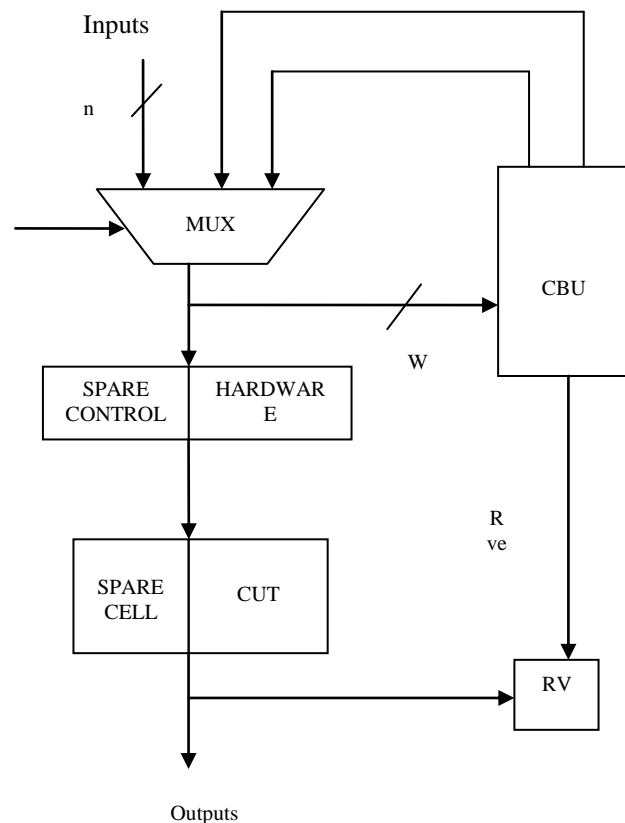 Inputs
n
MUX
CBU
W
SPARE CONTROL
HARDWAR
E
R
ve
SPARE
CELL
CUT
RV
Outputs